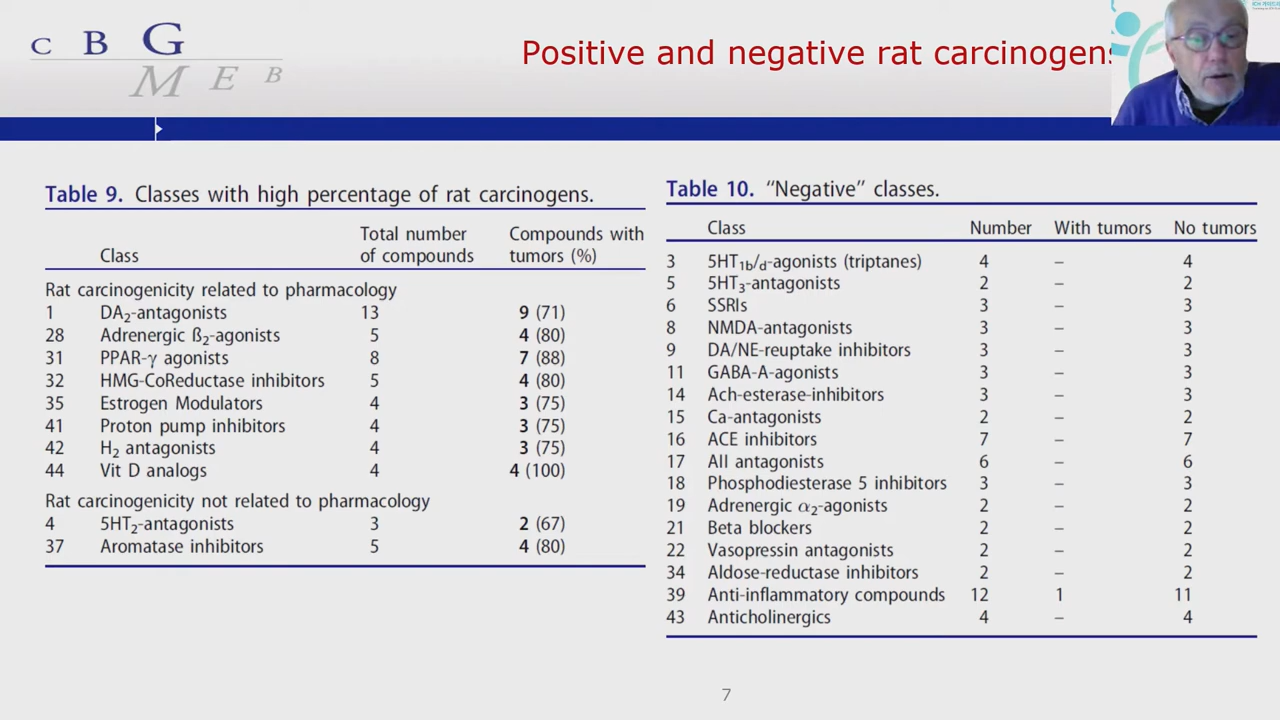 C B G
M E B
Positive and negative rat carcinogens
Table 9. Classes with high percentage of rat carcinogens.
Class Total number of compounds Compounds with tumors (%)
Rat carcinogenicity related to pharmacology
1 DA2-antagonists 13 9 (71)
28 Adrenergic ß2-agonists 5 4 (80)
31 PPAR-γ agonists 8 7 (88)
32 HMG-CoReductase inhibitors 5 4 (80)
35 Estrogen Modulators 4 3 (75)
41 Proton pump inhibitors 4 3 (75)
42 H2 antagonists 4 3 (75)
44 Vit D analogs 4 4 (100)
Rat carcinogenicity not related to pharmacology
4 5HT2-antagonists 3 2 (67)
37 Aromatase inhibitors 5 4 (80)
Table 10. “Negative” classes.
Class Number With tumors No tumors
3 5HT1b/d-agonists (triptanes) 4 – 4
5 5HT3-antagonists 2 – 2
6 SSRIs 3 – 3
8 NMDA-antagonists 3 – 3
9 DA/NE-reuptake inhibitors 3 – 3
11 GABA-A-agonists 3 – 3
14 Ach-esterase-inhibitors 3 – 3
15 Ca-antagonists 2 – 2
16 ACE inhibitors 7 – 7
17 AII antagonists 6 – 6
18 Phosphodiesterase 5 inhibitors 3 – 3
19 Adrenergic α2-agonists 2 – 2
21 Beta blockers 2 – 2
22 Vasopressin antagonists 2 – 2
34 Aldose-reductase inhibitors 2 – 2
39 Anti-inflammatory compounds 12 1 11
43 Anticholinergics 4 – 4
7